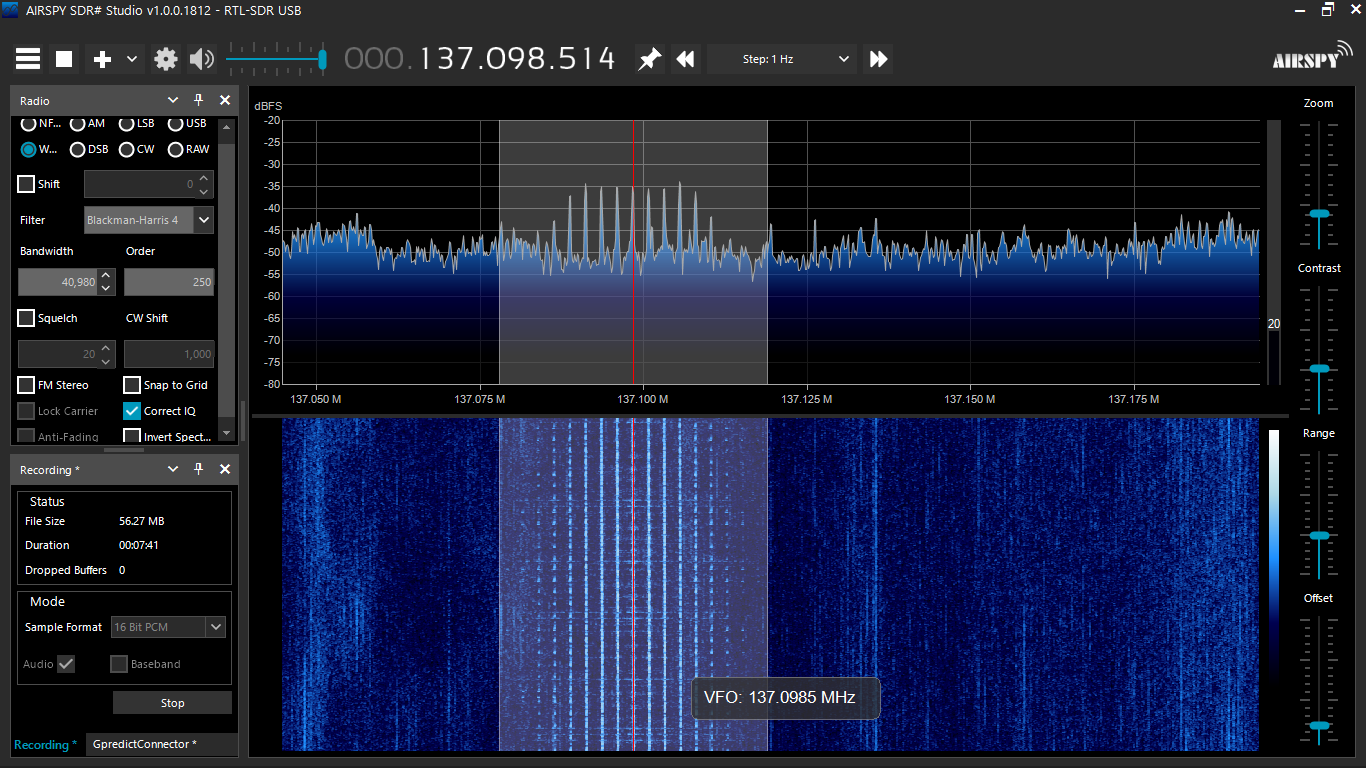 AIRSPY SDR# Studio v1.0.0.1812 - RTL-SDR USB
000.137.098.514
Step: 1 Hz
AIRSPY
Radio
NF... AM LSB USB
W... DSB CW RAW
Shift 0
Filter Blackman-Harris 4
Bandwidth Order
40,980 250
Squelch CW Shift
20 1,000
FM Stereo Snap to Grid
Lock Carrier Correct IQ
Anti-Fading Invert Spect...
Recording *
Status
File Size 56.27 MB
Duration 00:07:41
Dropped Buffers 0
Mode
Sample Format 16 Bit PCM
Audio Baseband
Stop
Recording * GpredictConnector *
dBFS
-20
-25
-30
-35
-40
-45
-50
-55
-60
-65
-70
-75
-80
137.050 M 137.075 M 137.100 M 137.125 M 137.150 M 137.175 M
20
VFO: 137.0985 MHz
Zoom
Contrast
Range
Offset